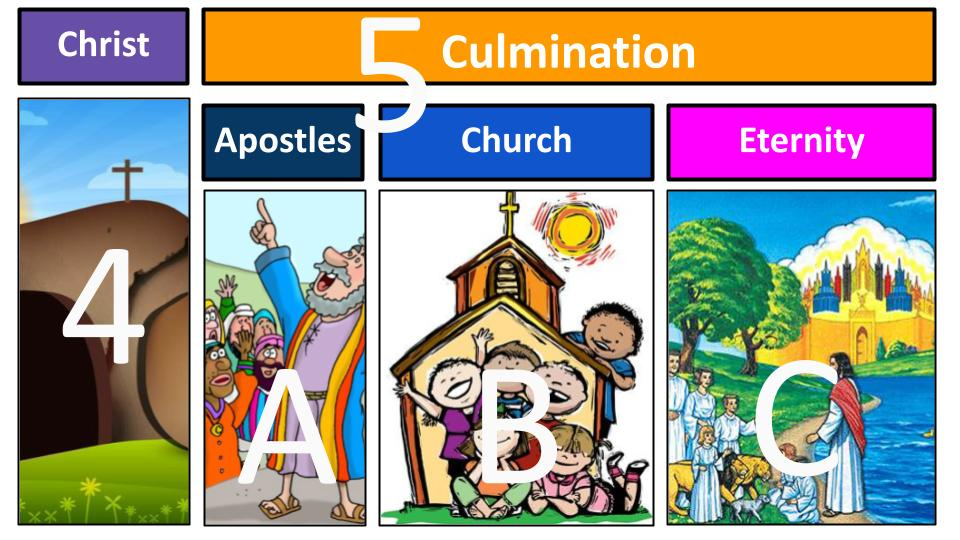 Christ
5 Culmination
Apostles
Church
Eternity
4
A
B
C